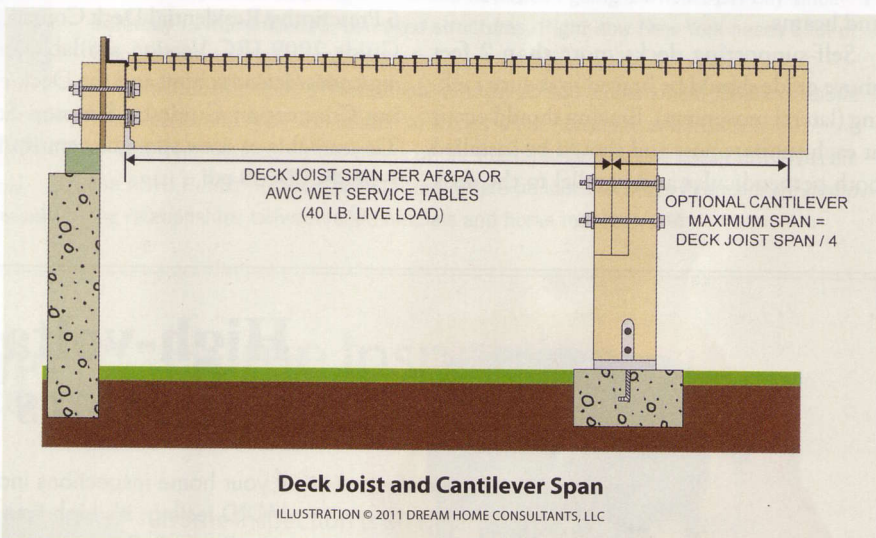 DECK JOIST SPAN PER AF&PA OR
AWC WET SERVICE TABLES
(40 LB. LIVE LOAD)
OPTIONAL CANTILEVER
MAXIMUM SPAN =
DECK JOIST SPAN / 4
Deck Joist and Cantilever Span
ILLUSTRATION © 2011 DREAM HOME CONSULTANTS, LLC